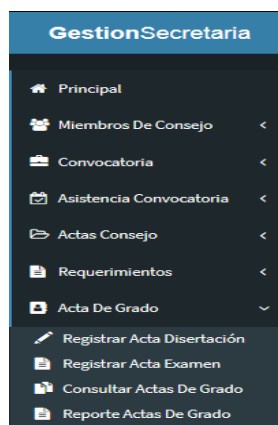 GestionSecretaria
Principal
Miembros De Consejo
Convocatoria
Asistencia Convocatoria
Actas Consejo
Requerimientos
Acta De Grado
Registrar Acta Disertación
Registrar Acta Examen
Consultar Actas De Grado
Reporte Actas De Grado